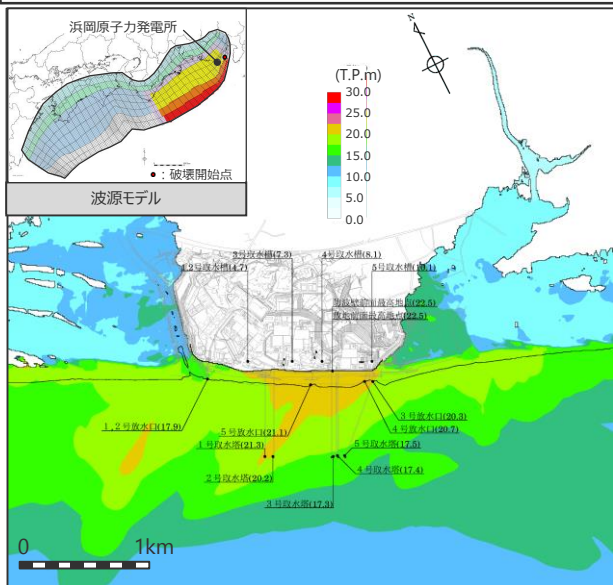 浜岡原子力発電所
●:破壊開始点
波源モデル
N
(T.P.m)
30.0
25.0
20.0
15.0
10.0
5.0
0.0
3号取水槽(7.3)
4号取水槽(8.1)
1,2号取水槽(4.7)
5号取水槽(10.1)
防波壁前面最高地点(22.5)
敷地前面最高地点(22.5)
1,2号放水口(17.9)
3号放水口(20.3)
5号放水口(21.1)
4号放水口(20.7)
1号取水塔(21.3)
5号取水塔(17.5)
2号取水塔(20.2)
4号取水塔(17.4)
3号取水塔(17.3)
0 1km